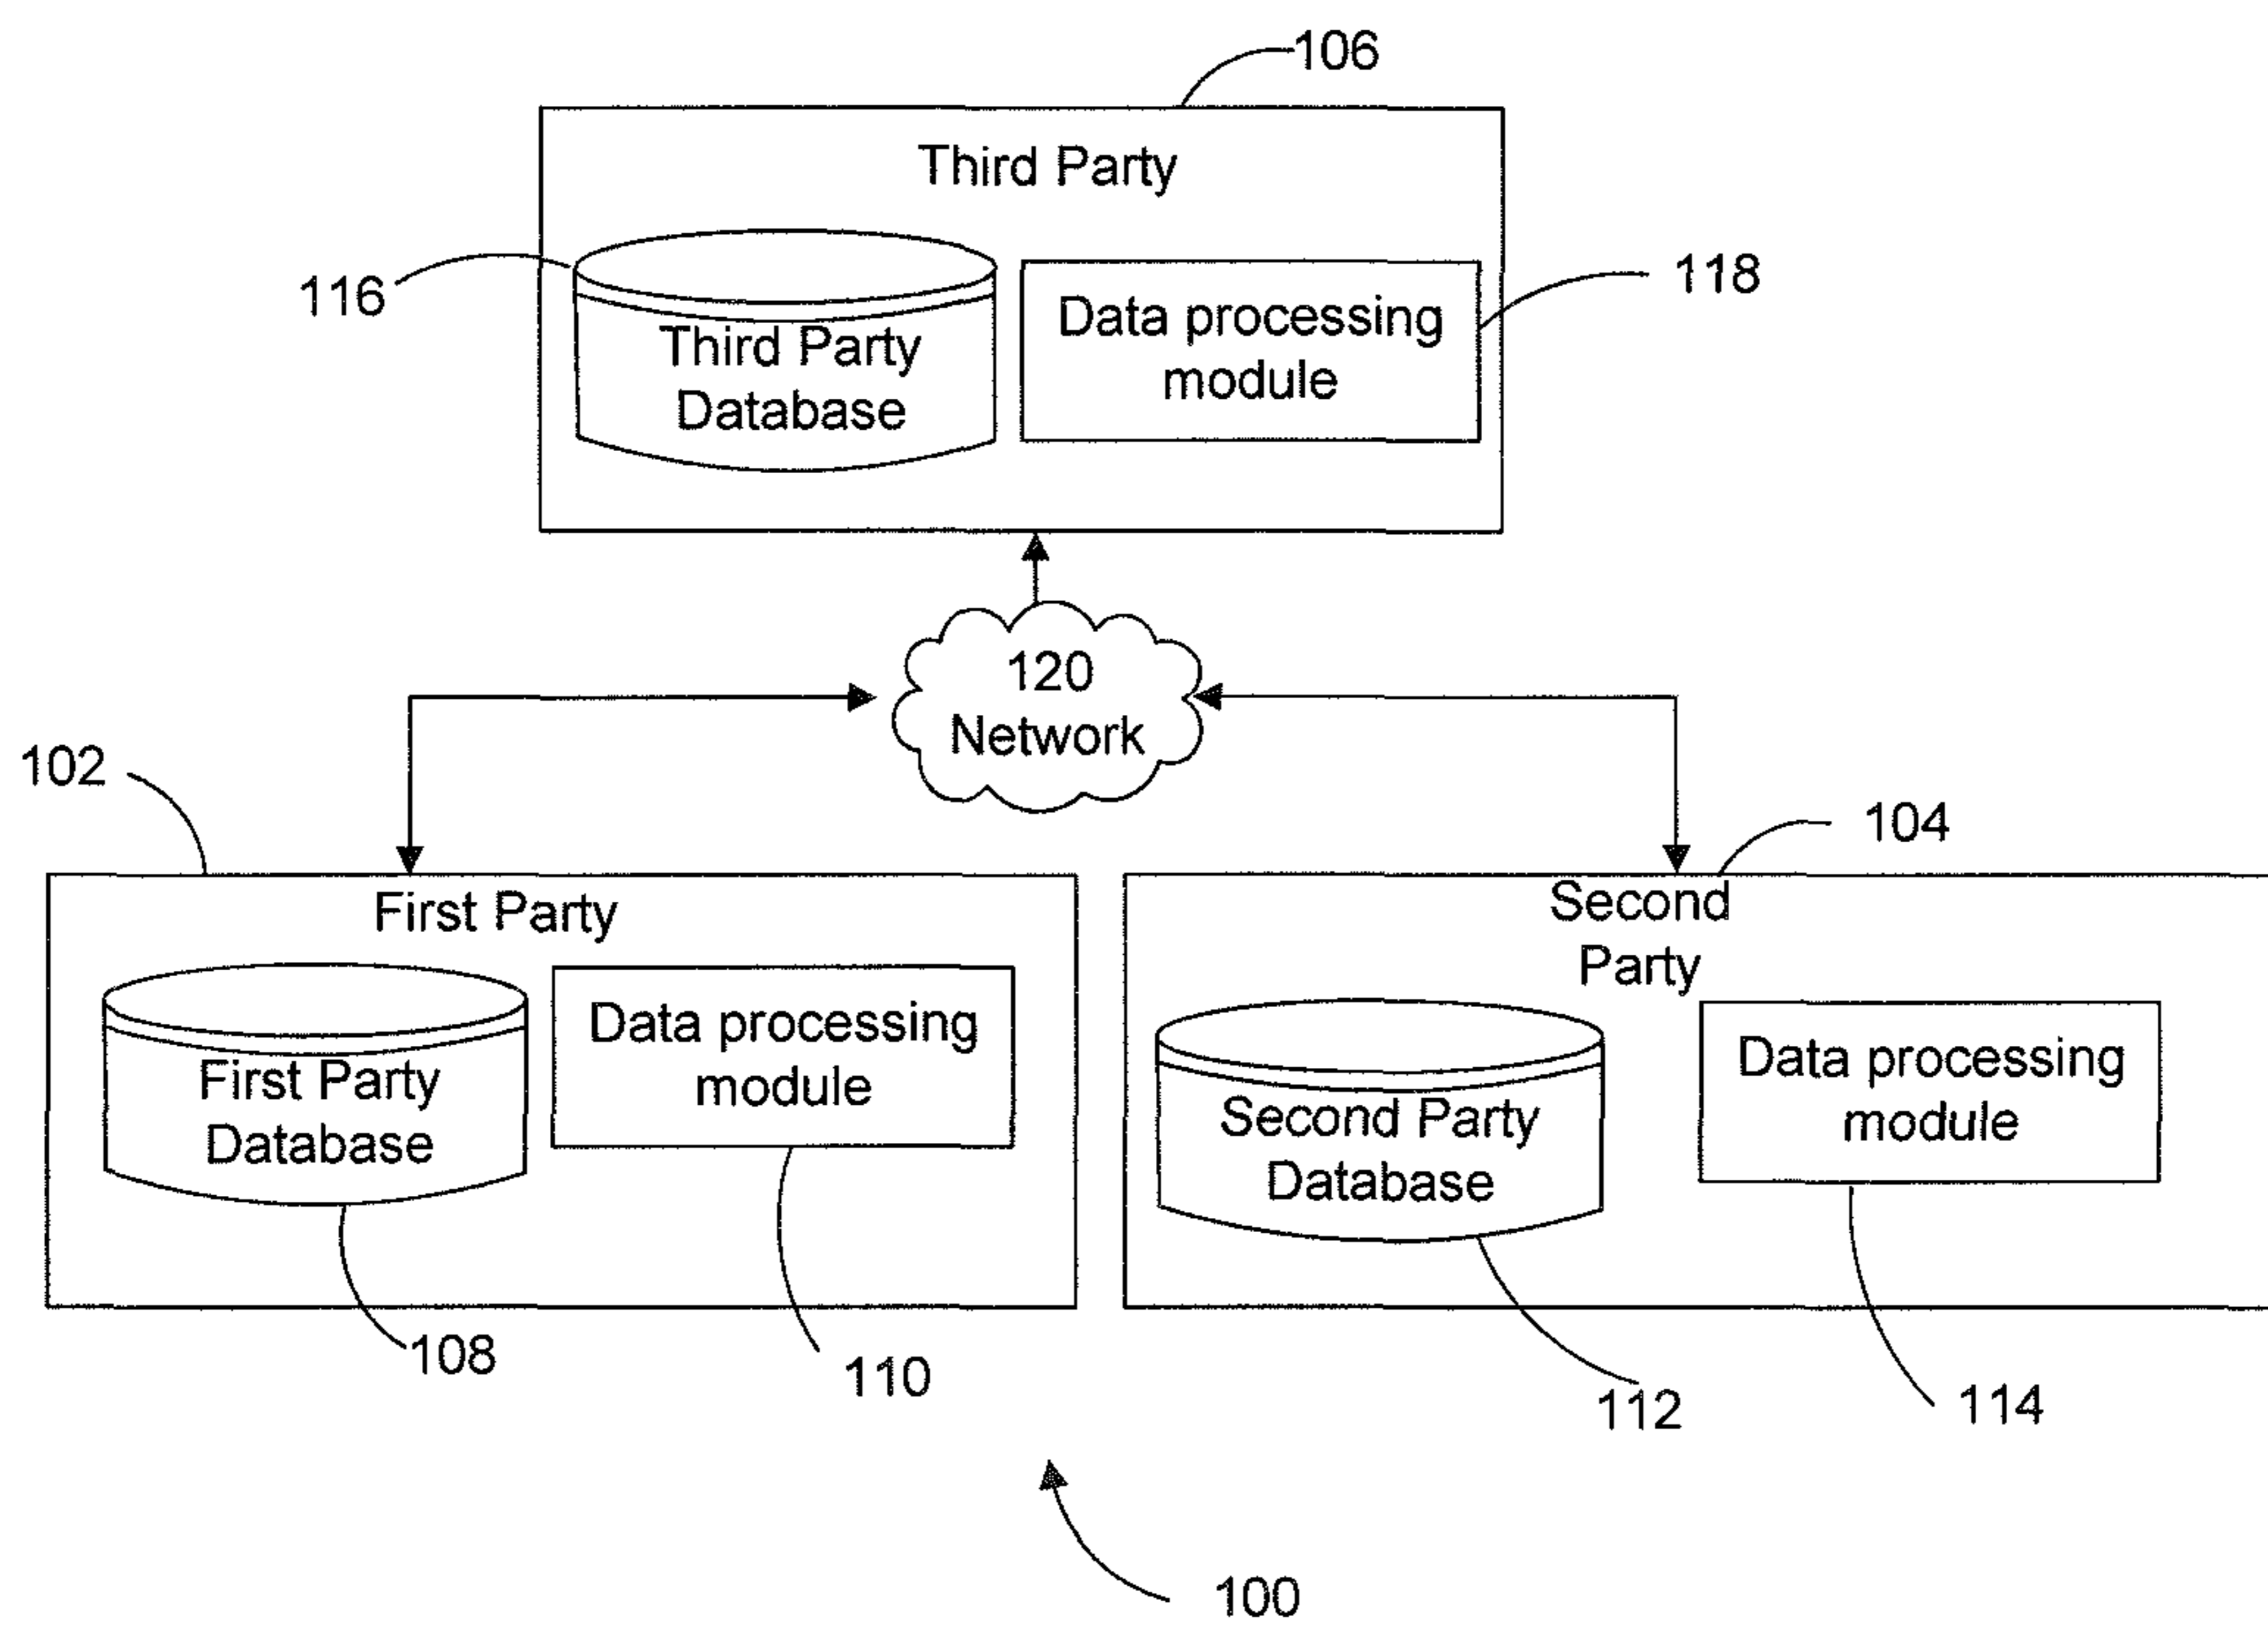 106
Third Party
116
Third Party
Database
Data processing
module
118
120
Network
102
First Party
First Party
Database
Data processing
module
108
110
104
Second
Party
Second Party
Database
Data processing
module
112
114
100